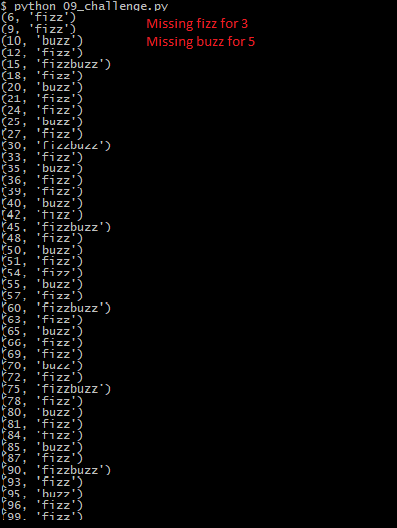 $ python 09_challenge.py
(6, 'fizz')
Missing fizz for 3
(9, 'fizz')
(10, 'buzz')
Missing buzz for 5
(12, 'fizz')
(15, 'fizzbuzz')
(18, 'fizz')
(20, 'buzz')
(21, 'fizz')
(24, 'fizz')
(25, 'buzz')
(27, 'fizz')
(30, 'fizzbuzz')
(33, 'fizz')
(35, 'buzz')
(36, 'fizz')
(39, 'fizz')
(40, 'buzz')
(42, 'fizz')
(45, 'fizzbuzz')
(48, 'fizz')
(50, 'buzz')
(51, 'fizz')
(54, 'fizz')
(55, 'buzz')
(57, 'fizz')
(60, 'fizzbuzz')
(63, 'fizz')
(65, 'buzz')
(66, 'fizz')
(69, 'fizz')
(70, 'buzz')
(72, 'fizz')
(75, 'fizzbuzz')
(78, 'fizz')
(80, 'buzz')
(81, 'fizz')
(84, 'fizz')
(85, 'buzz')
(87, 'fizz')
(90, 'fizzbuzz')
(93, 'fizz')
(95, 'buzz')
(96, 'fizz')
(99, 'fizz')